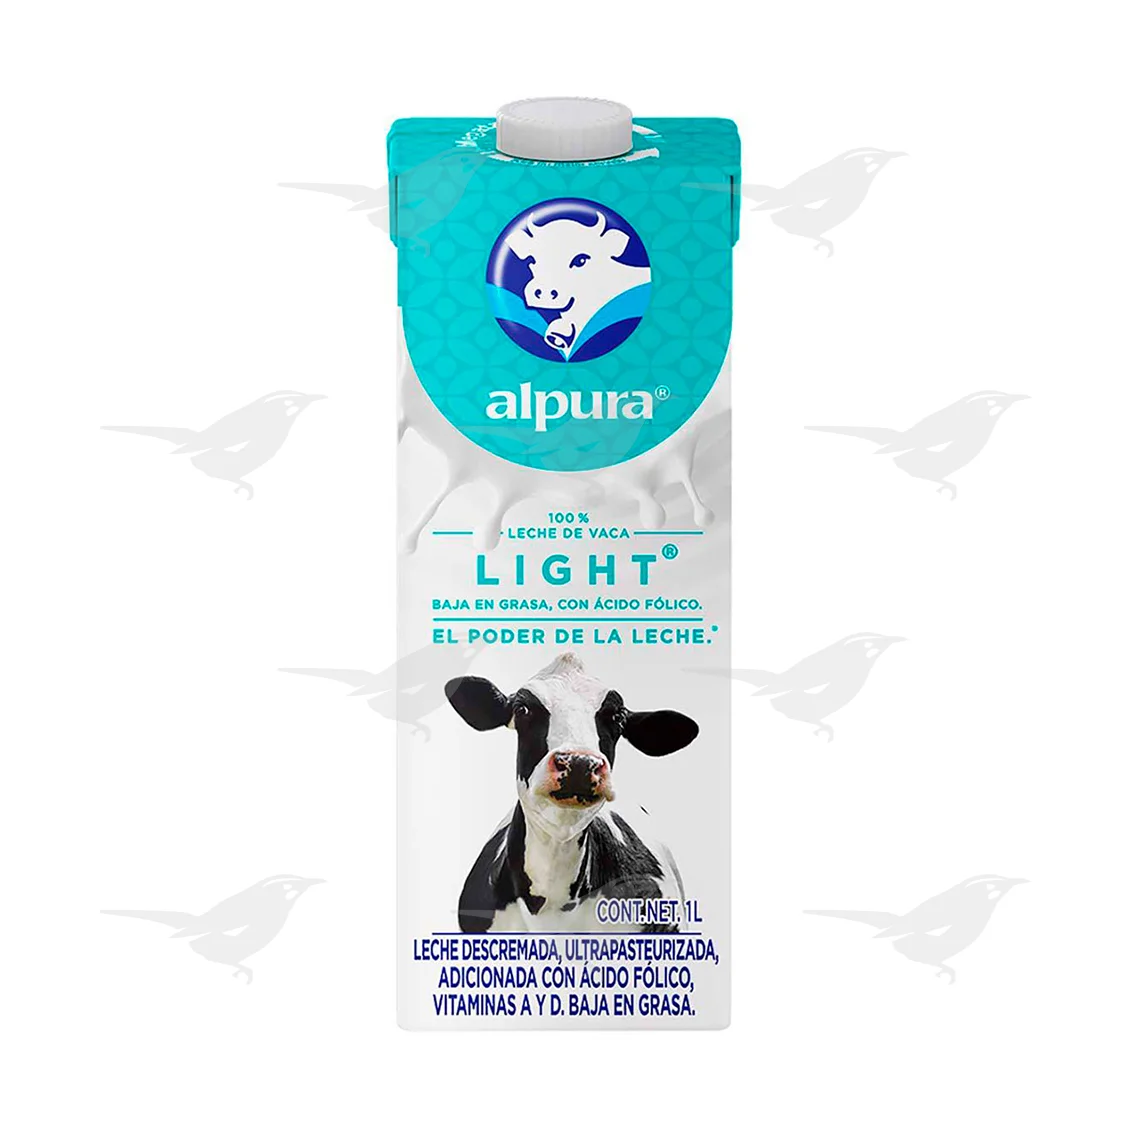 alpura®
100%
LECHE DE VACA
LIGHT®
BAJA EN GRASA, CON ÁCIDO FÓLICO.
EL PODER DE LA LECHE.
CONT. NET. 1L
LECHE DESCREMADA, ULTRAPASTEURIZADA,
ADICIONADA CON ÁCIDO FÓLICO,
VITAMINAS A Y D. BAJA EN GRASA.